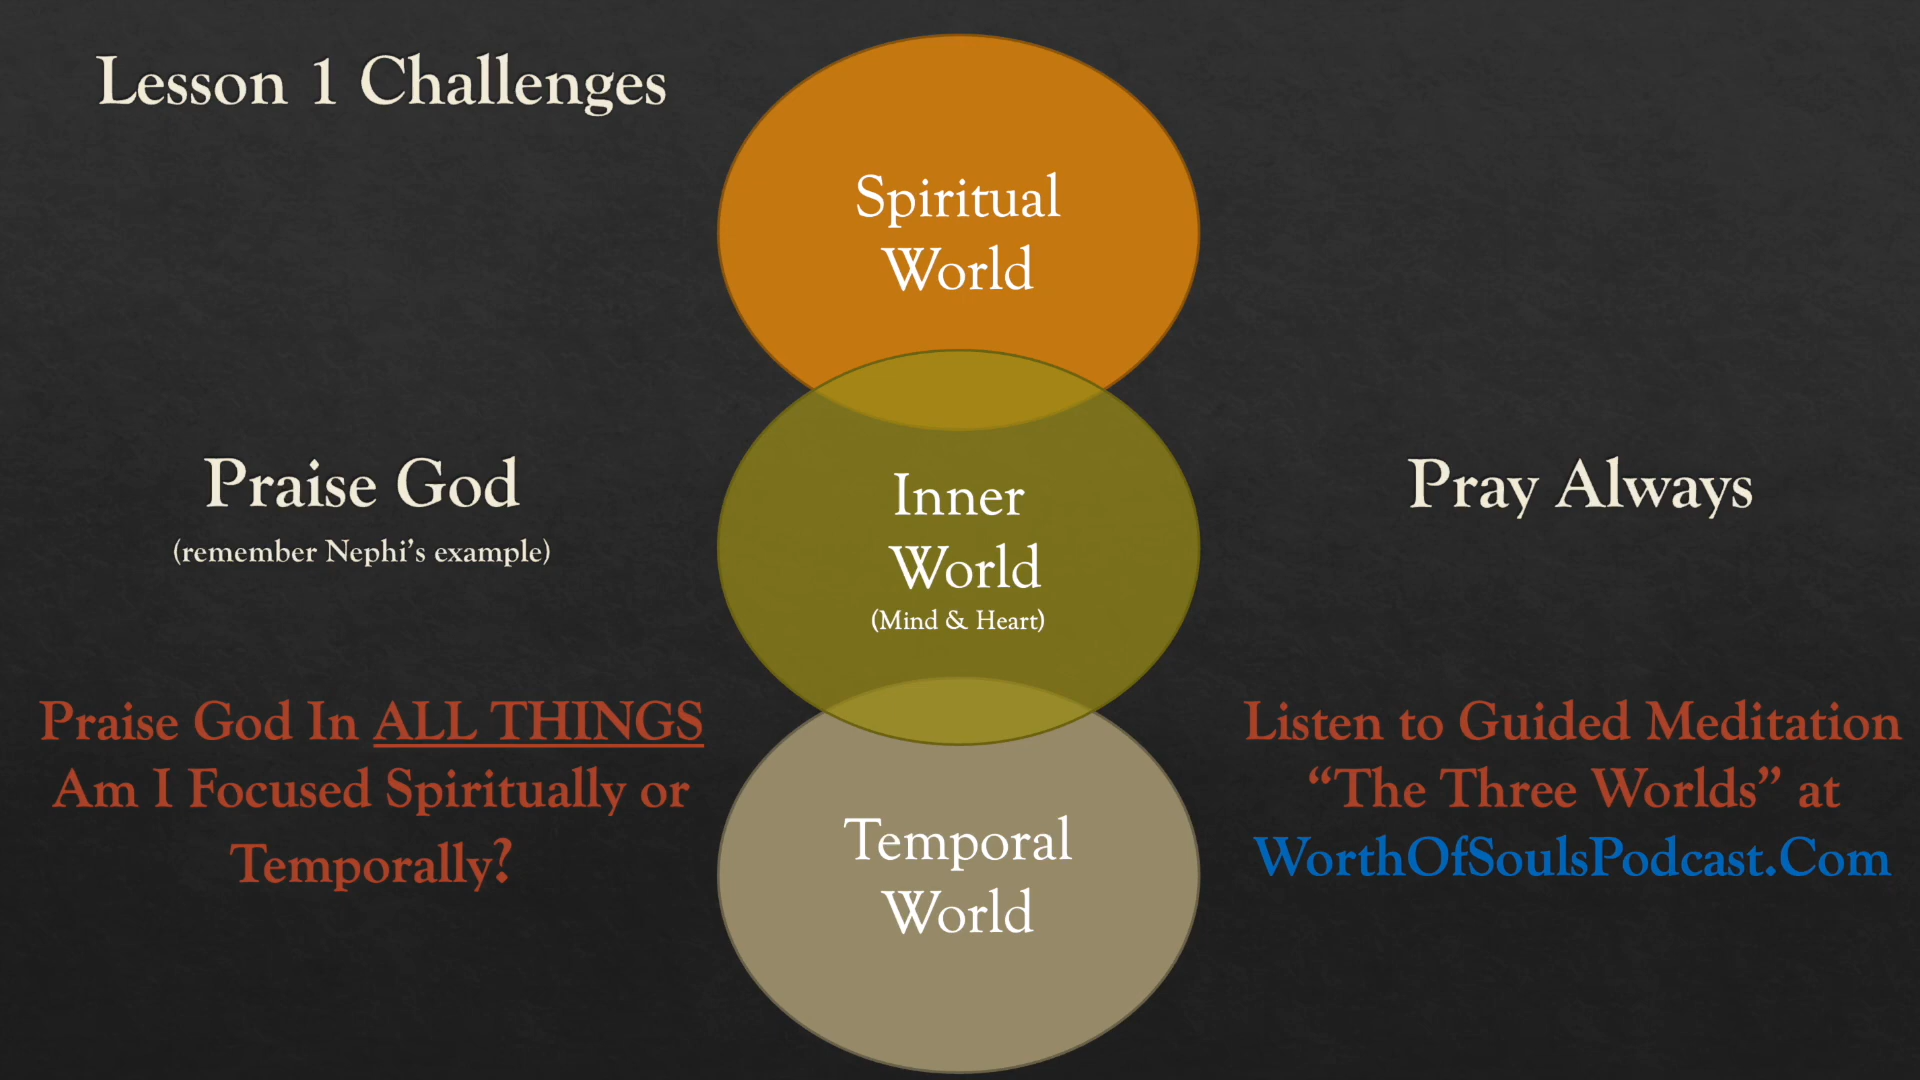 Lesson 1 Challenges
Spiritual
World
Praise God
(remember Nephi's example)
Inner
World
(Mind & Heart)
Pray Always
Praise God In ALL THINGS
Am I Focused Spiritually or
Temporally?
Temporal
World
Listen to Guided Meditation
“The Three Worlds” at
WorthOfSoulsPodcast.Com